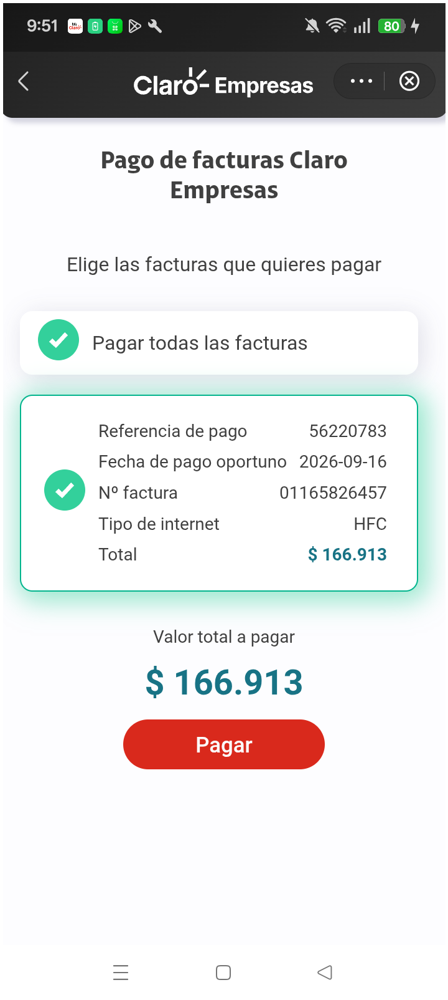 9:51
Mi Claro
80
Claro Empresas
Pago de facturas Claro
Empresas
Elige las facturas que quieres pagar
Pagar todas las facturas
Referencia de pago 56220783
Fecha de pago oportuno 2026-09-16
Nº factura 01165826457
Tipo de internet HFC
Total $ 166.913
Valor total a pagar
$ 166.913
Pagar